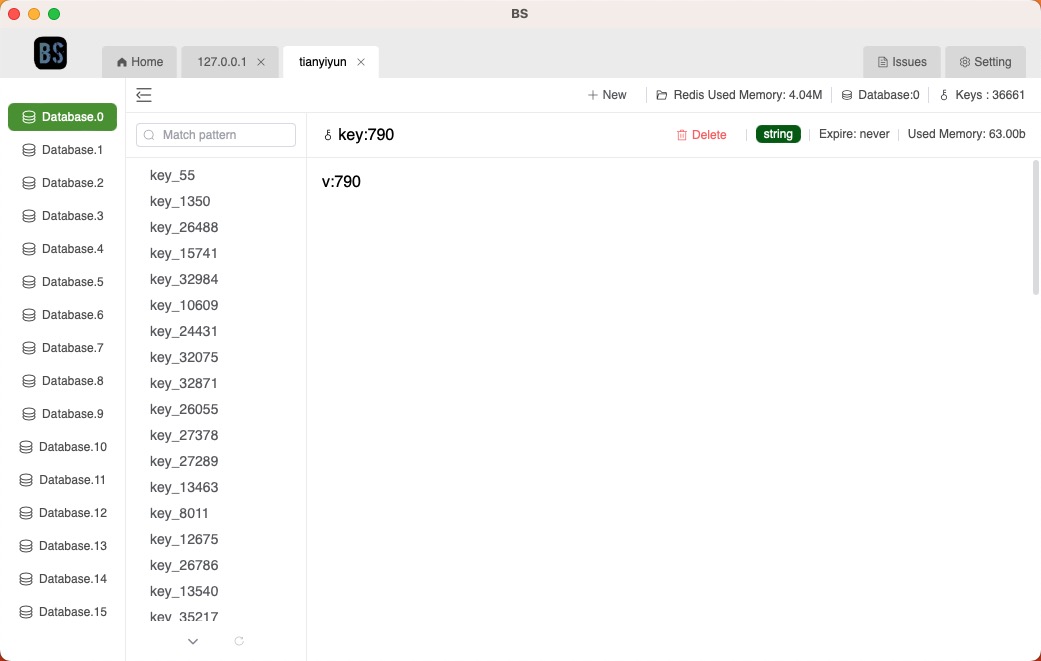 BS
BS
Home
127.0.0.1
tianyiyun
Issues
Setting
New
Redis Used Memory: 4.04M
Database:0
Keys : 36661
Database.0
Database.1
Database.2
Database.3
Database.4
Database.5
Database.6
Database.7
Database.8
Database.9
Database.10
Database.11
Database.12
Database.13
Database.14
Database.15
Match pattern
key_55
key_1350
key_26488
key_15741
key_32984
key_10609
key_24431
key_32075
key_32871
key_26055
key_27378
key_27289
key_13463
key_8011
key_12675
key_26786
key_13540
key_35217
key:790
Delete
string
Expire: never
Used Memory: 63.00b
v:790